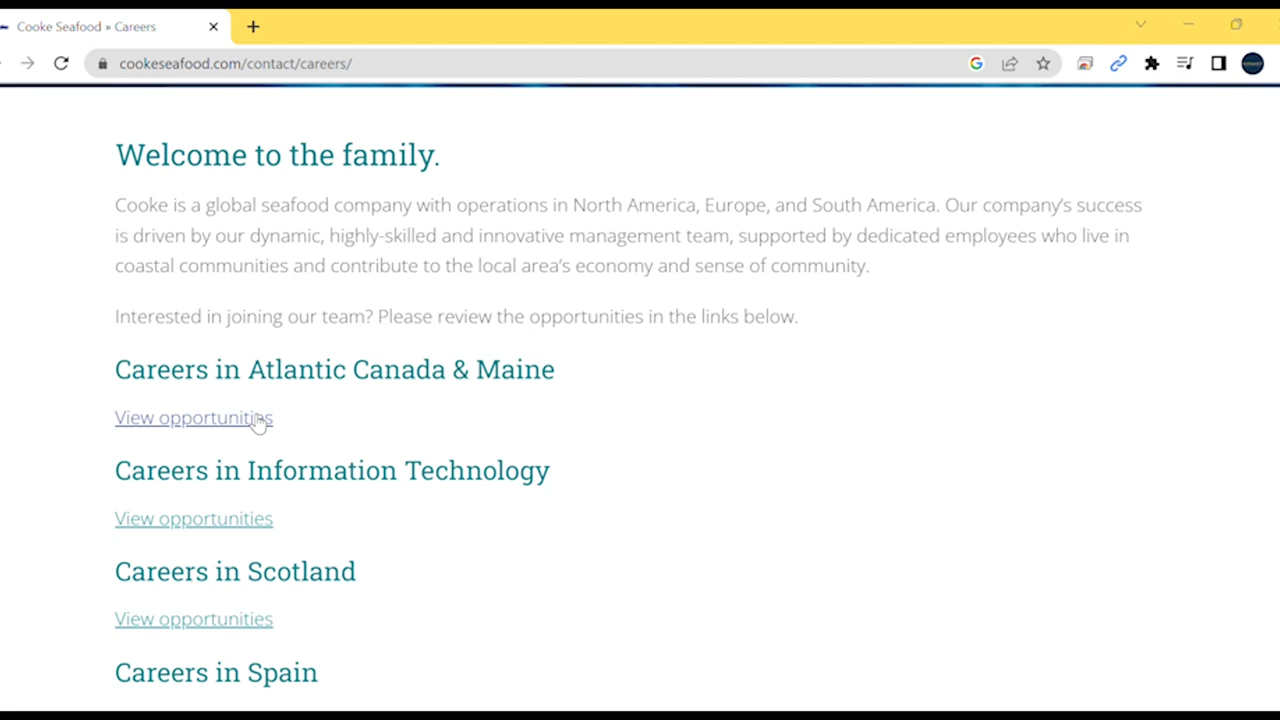 Cooke Seafood » Careers
cookeseafood.com/contact/careers/
Welcome to the family.
Cooke is a global seafood company with operations in North America, Europe, and South America. Our company's success
is driven by our dynamic, highly-skilled and innovative management team, supported by dedicated employees who live in
coastal communities and contribute to the local area's economy and sense of community.
Interested in joining our team? Please review the opportunities in the links below.
Careers in Atlantic Canada & Maine
View opportunities
Careers in Information Technology
View opportunities
Careers in Scotland
View opportunities
Careers in Spain